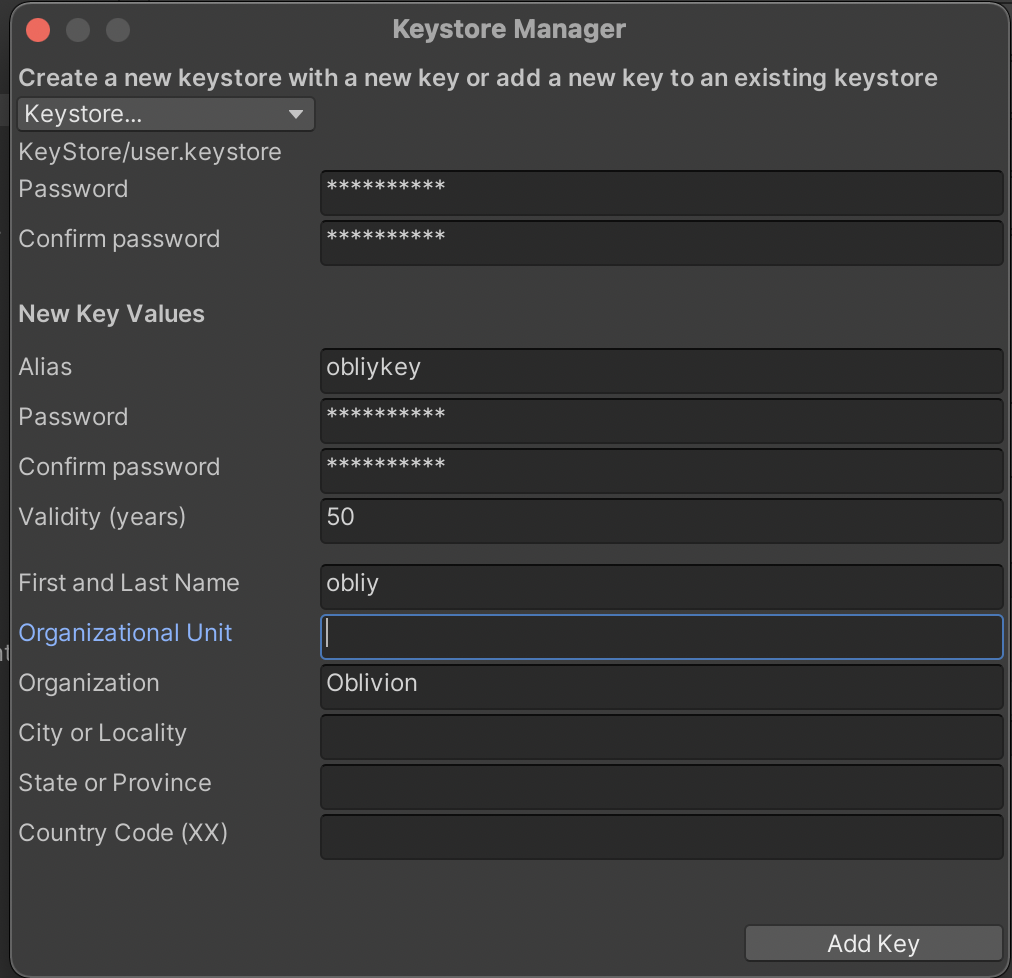 Keystore Manager
Create a new keystore with a new key or add a new key to an existing keystore
Keystore...
KeyStore/user.keystore
Password **********
Confirm password **********
New Key Values
Alias obliykey
Password **********
Confirm password **********
Validity (years) 50
First and Last Name obliy
Organizational Unit
Organization Oblivion
City or Locality
State or Province
Country Code (XX)
Add Key